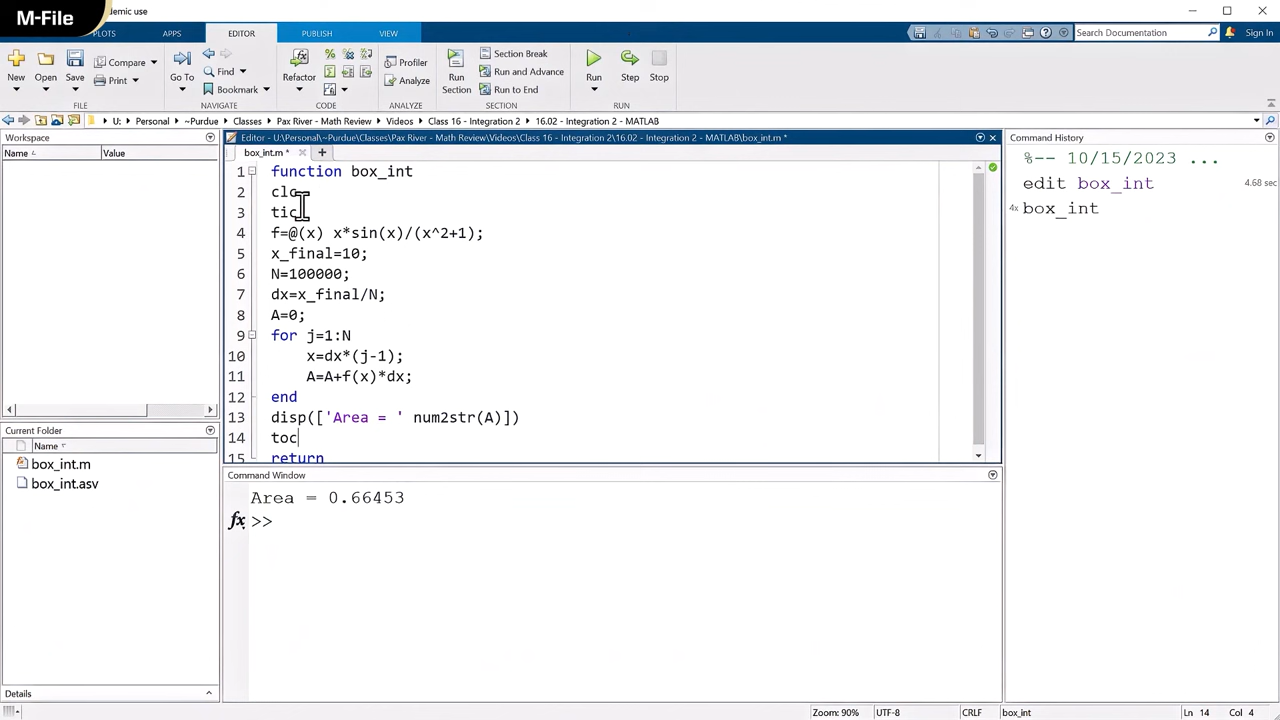 M-File
demic use
PLOTS
APPS
EDITOR
PUBLISH
VIEW
Search Documentation
Sign In
New
Open
Save
Compare
Print
FILE
Go To
Find
Bookmark
NAVIGATE
Refactor
CODE
Profiler
Analyze
ANALYZE
Run
Section
Section Break
Run and Advance
Run to End
SECTION
Run
Step
Stop
RUN
U: Personal ~Purdue Classes Pax River - Math Review Videos Class 16 - Integration 2 16.02 - Integration 2 - MATLAB
Workspace
Name
Value
Current Folder
Name
box_int.m
box_int.asv
Details
Editor - U:\Personal\~Purdue\Classes\Pax River - Math Review\Videos\Class 16 - Integration 2\16.02 - Integration 2 - MATLAB\box_int.m *
box_int.m *
1 function box_int
2 clc
3 tic
4 f=@(x) x*sin(x)/(x^2+1);
5 x_final=10;
6 N=100000;
7 dx=x_final/N;
8 A=0;
9 for j=1:N
10 x=dx*(j-1);
11 A=A+f(x)*dx;
12 end
13 disp(['Area = ' num2str(A)])
14 toc
15 return
Command Window
Area = 0.66453
fx >>
Command History
%-- 10/15/2023 ...
edit box_int 4.68 sec
4x box_int
Zoom: 90% UTF-8 CRLF box_int Ln 14 Col 4